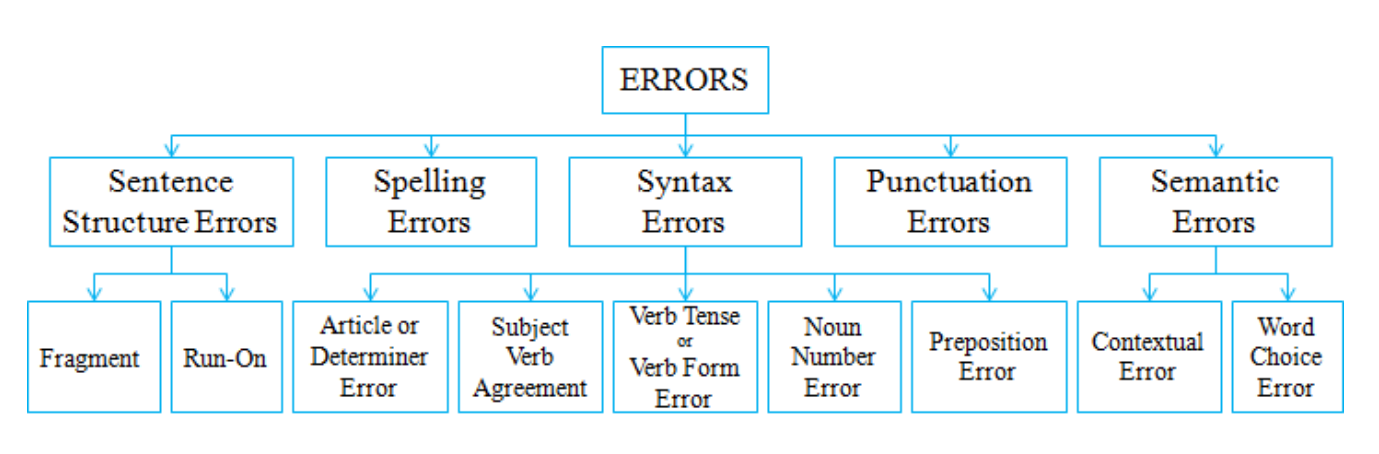 ERRORS
Sentence
Structure Errors
Spelling
Errors
Syntax
Errors
Punctuation
Errors
Semantic
Errors
Fragment
Run-On
Article or
Determiner
Error
Subject
Verb
Agreement
Verb Tense
or
Verb Form
Error
Noun
Number
Error
Preposition
Error
Contextual
Error
Word
Choice
Error